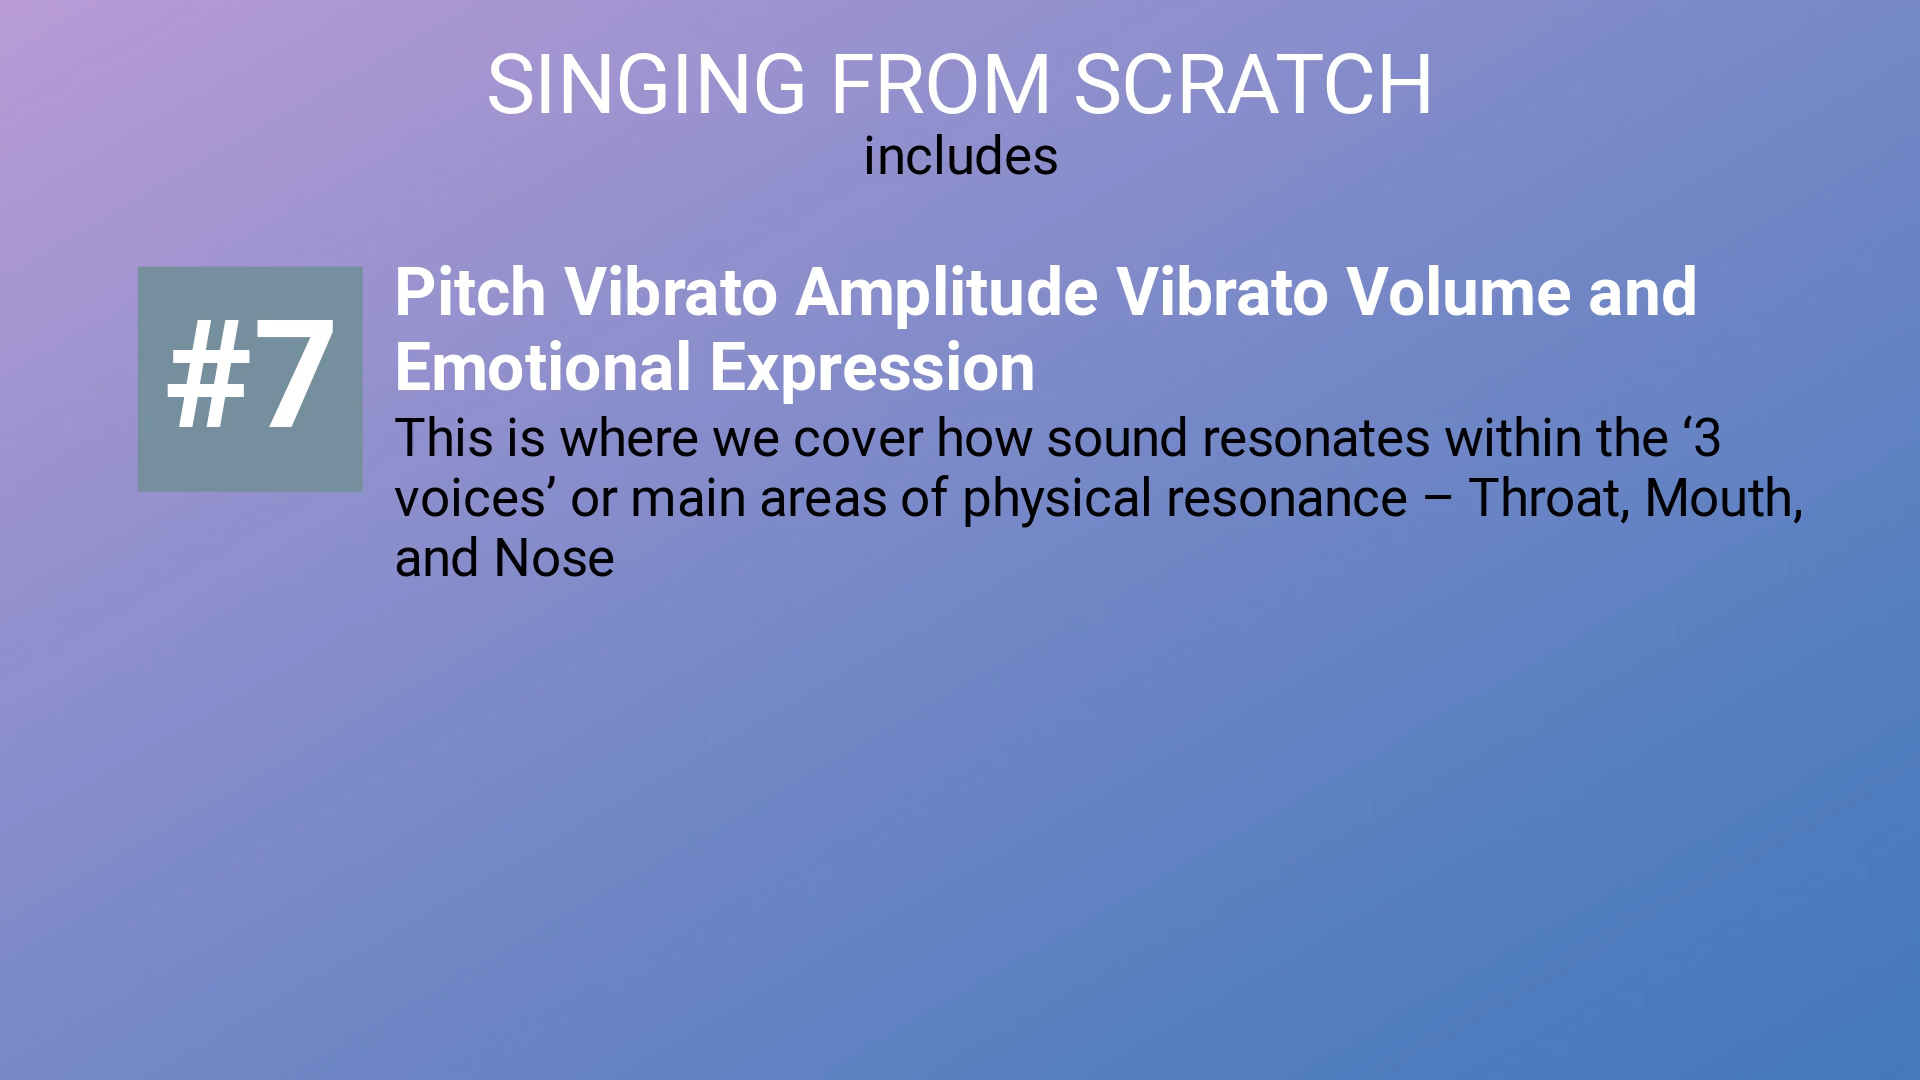 SINGING FROM SCRATCH
includes
#7
Pitch Vibrato Amplitude Vibrato Volume and
Emotional Expression
This is where we cover how sound resonates within the ‘3
voices’ or main areas of physical resonance – Throat, Mouth,
and Nose